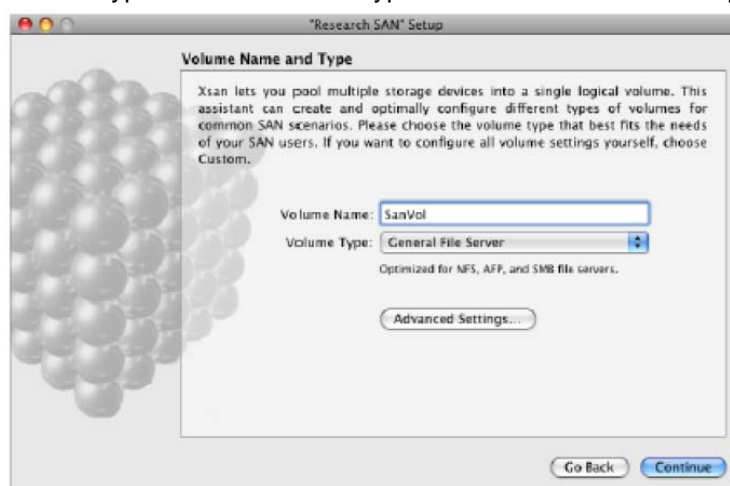 "Research SAN" Setup
Volume Name and Type
Xsan lets you pool multiple storage devices into a single logical volume. This
assistant can create and optimally configure different types of volumes for
common SAN scenarios. Please choose the volume type that best fits the needs
of your SAN users. If you want to configure all volume settings yourself, choose
Custom.
Volume Name: SanVol
Volume Type: General File Server
Optimized for NFS, AFP, and SMB file servers.
Advanced Settings...
Go Back Continue